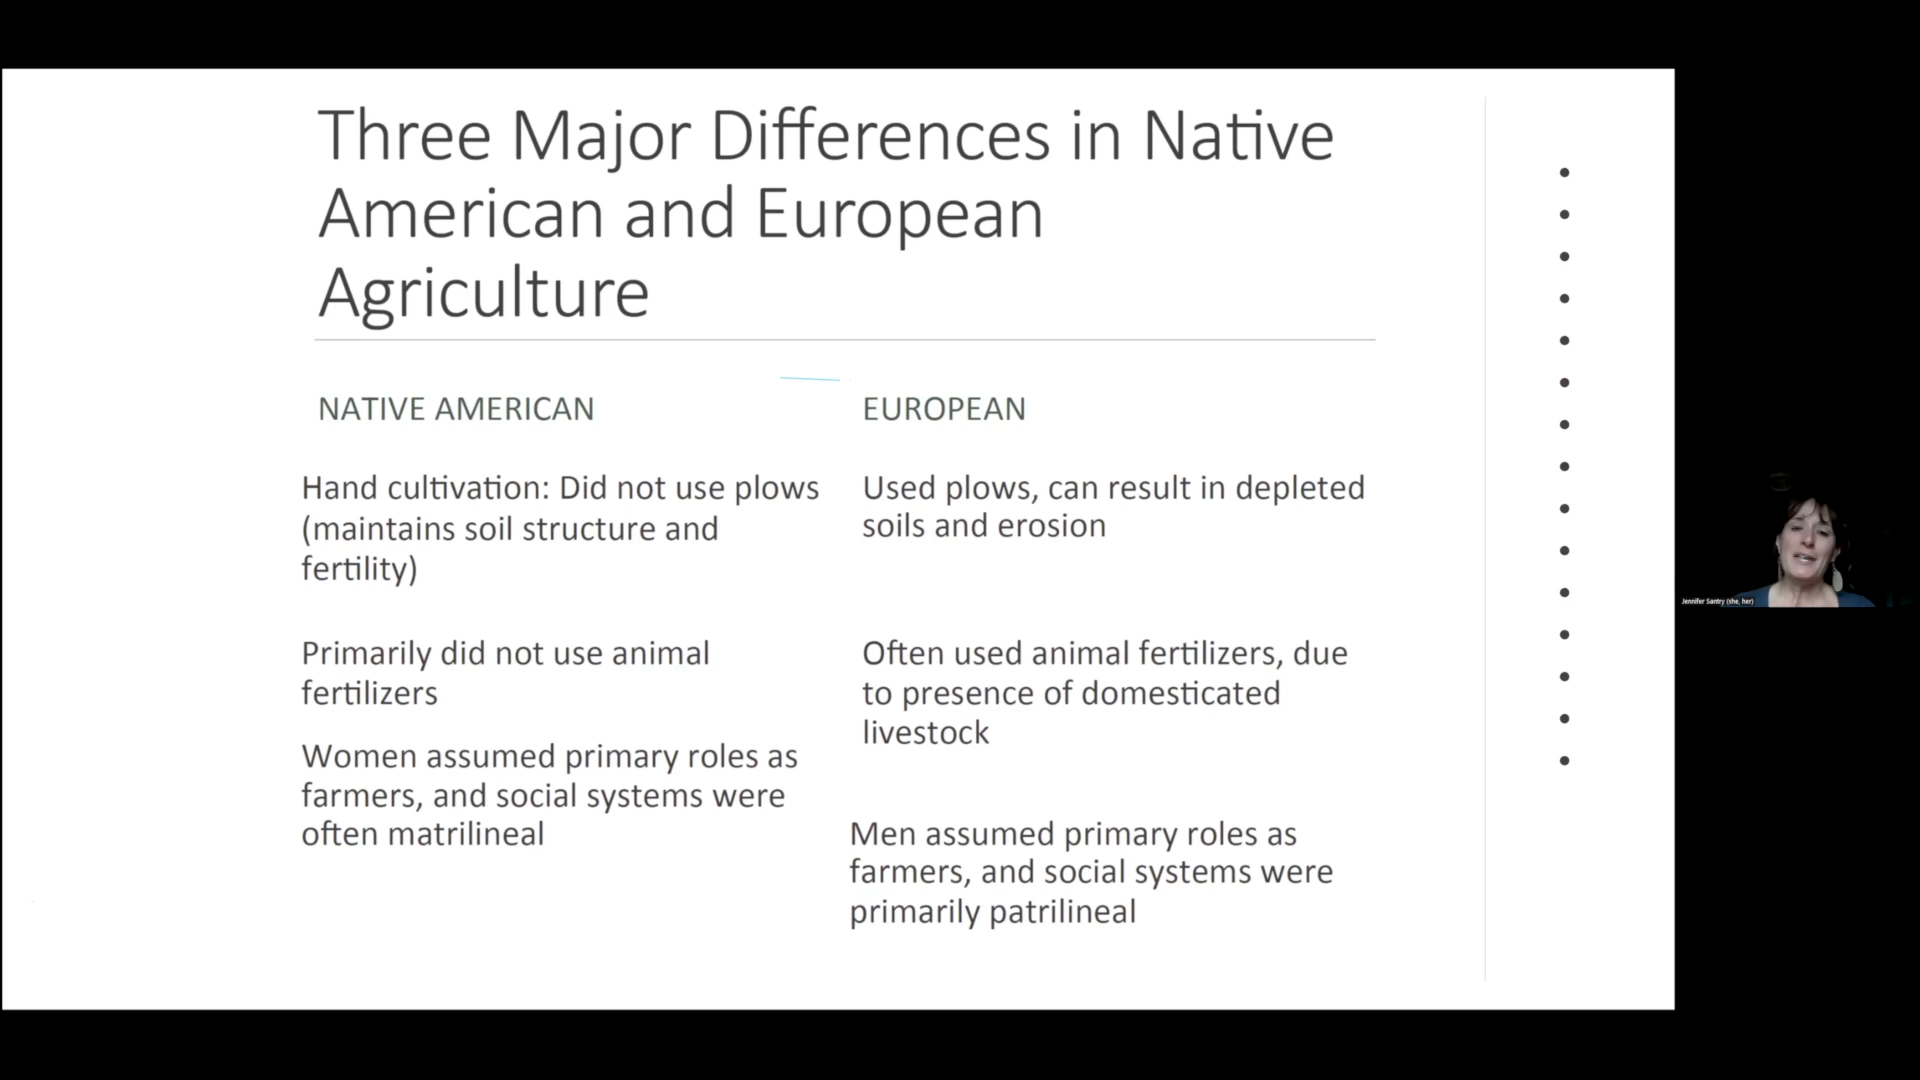 Three Major Differences in Native
American and European
Agriculture
NATIVE AMERICAN
Hand cultivation: Did not use plows
(maintains soil structure and
fertility)
Primarily did not use animal
fertilizers
Women assumed primary roles as
farmers, and social systems were
often matrilineal
EUROPEAN
Used plows, can result in depleted
soils and erosion
Often used animal fertilizers, due
to presence of domesticated
livestock
Men assumed primary roles as
farmers, and social systems were
primarily patrilineal
Jennifer Santry (she, her)